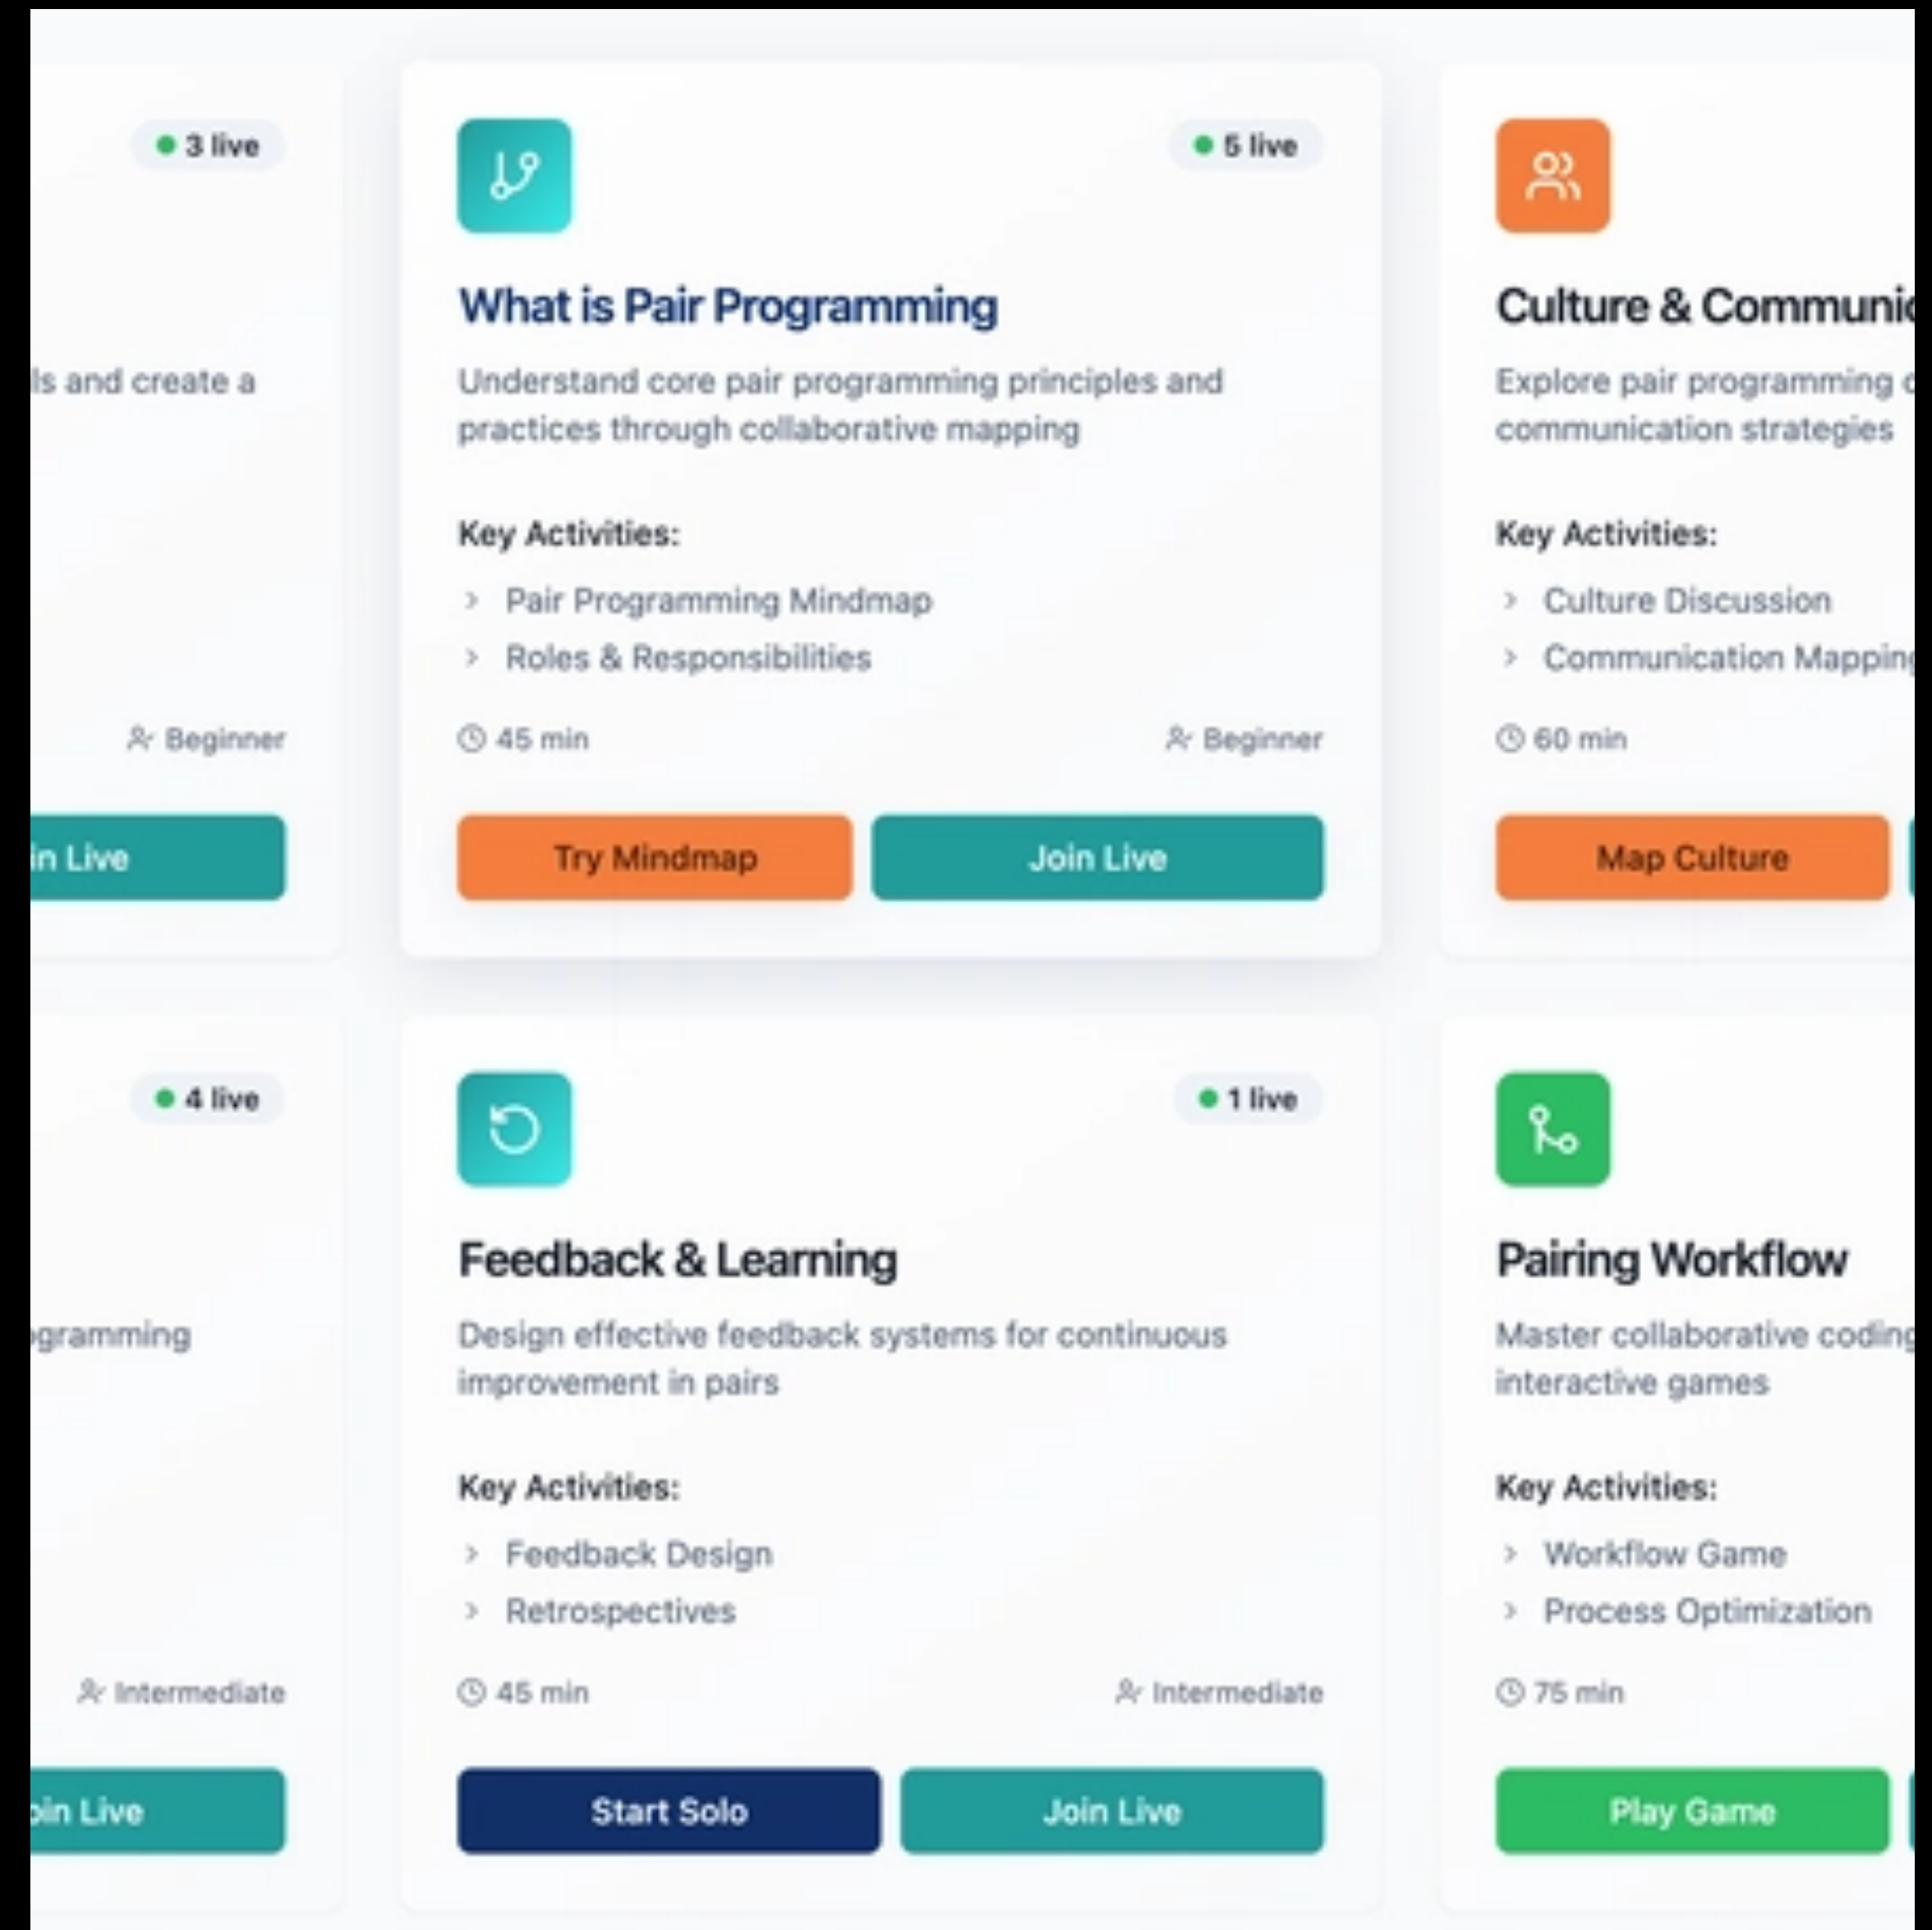 3 live
ls and create a
Beginner
in Live
5 live
What is Pair Programming
Understand core pair programming principles and
practices through collaborative mapping
Key Activities:
Pair Programming Mindmap
Roles & Responsibilities
45 min
Beginner
Try Mindmap
Join Live
Culture & Communic
Explore pair programming
communication strategies
Key Activities:
Culture Discussion
Communication Mapping
60 min
Map Culture
4 live
ogramming
Intermediate
oin Live
1 live
Feedback & Learning
Design effective feedback systems for continuous
improvement in pairs
Key Activities:
Feedback Design
Retrospectives
45 min
Intermediate
Start Solo
Join Live
Pairing Workflow
Master collaborative coding
interactive games
Key Activities:
Workflow Game
Process Optimization
75 min
Play Game